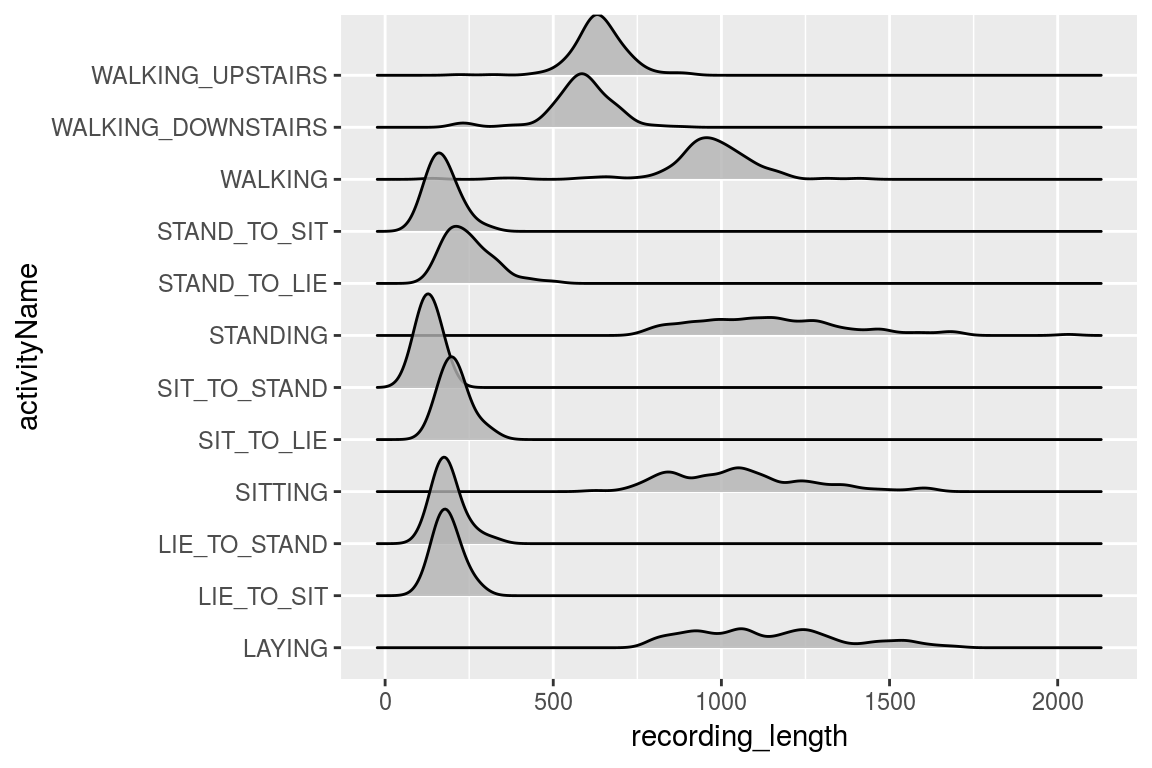 WALKING_UPSTAIRS
WALKING_DOWNSTAIRS
WALKING
STAND_TO_SIT
STAND_TO_LIE
STANDING
SIT_TO_STAND
SIT_TO_LIE
SITTING
LIE_TO_STAND
LIE_TO_SIT
LAYING
activityName
0 500 1000 1500 2000
recording_length